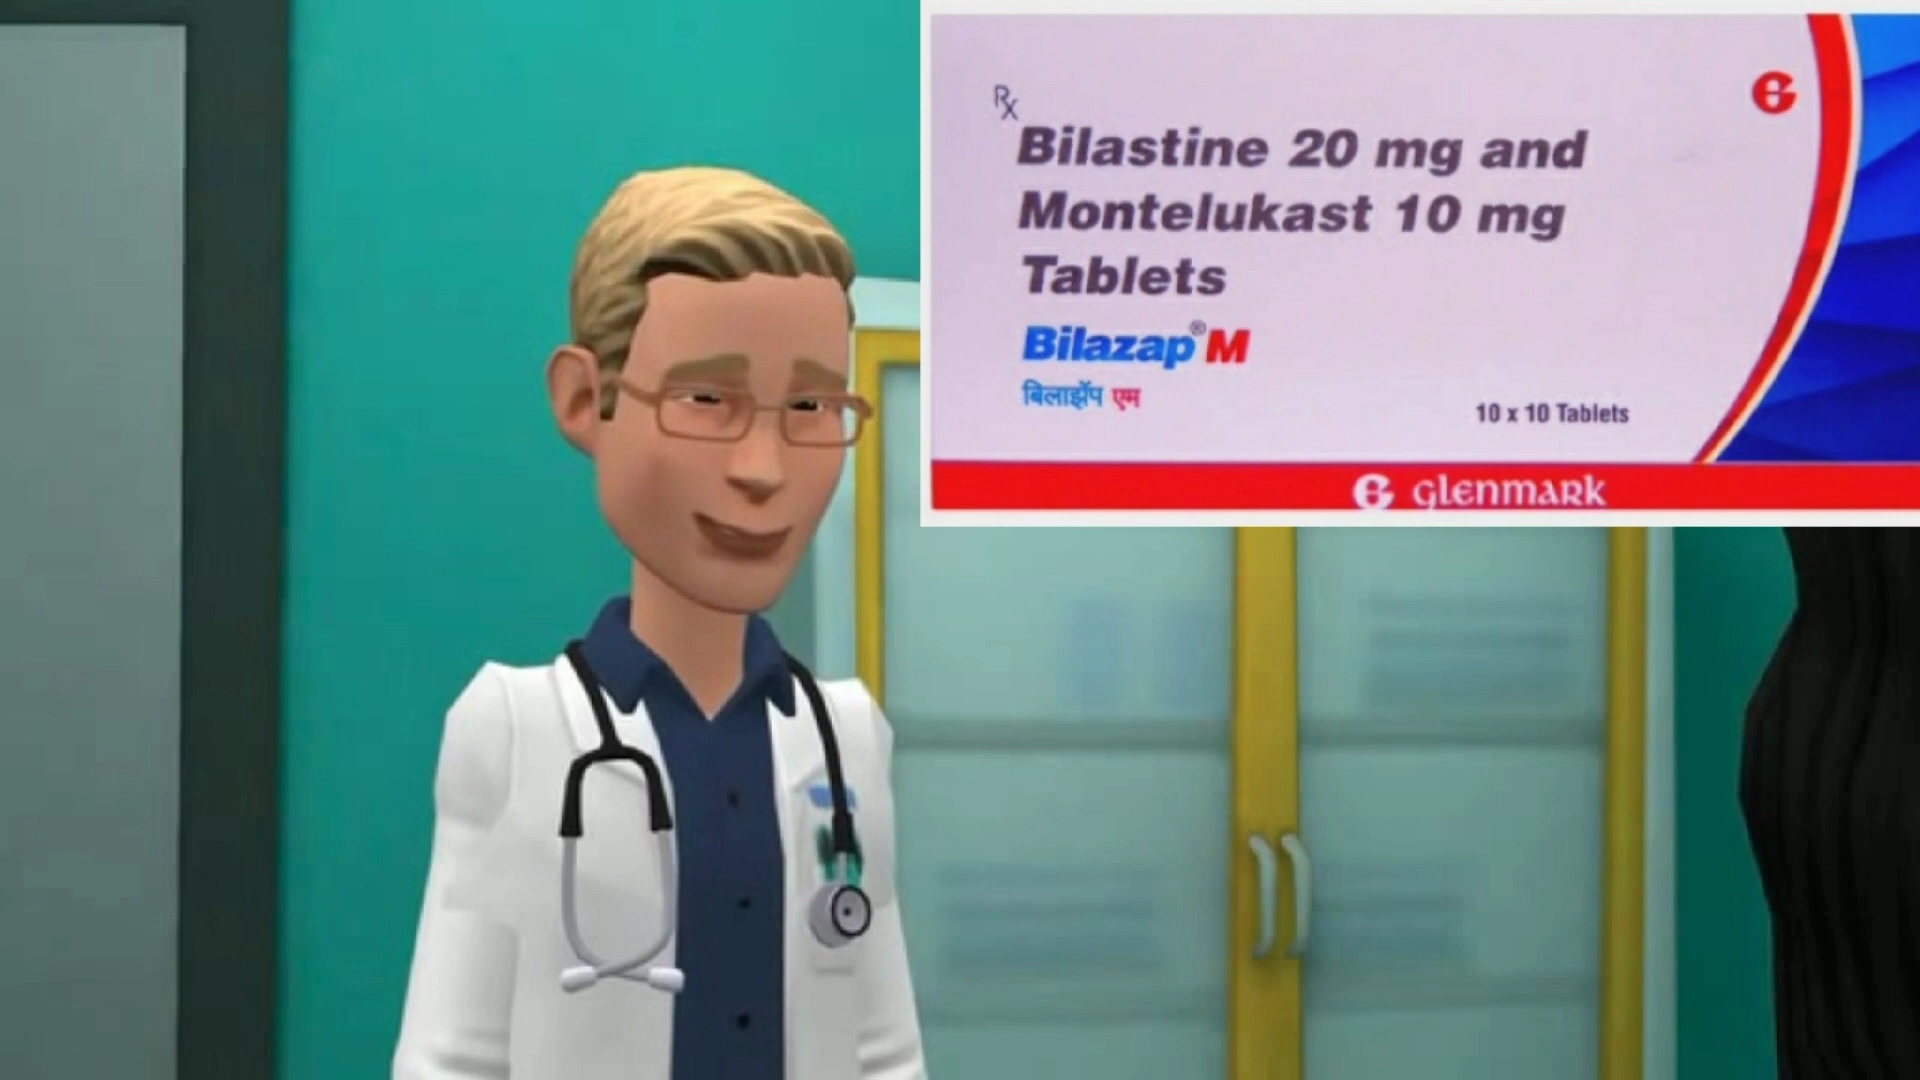 Rx
Bilastine 20 mg and
Montelukast 10 mg
Tablets
Bilazap® M
बिलाझॅप एम
10 x 10 Tablets
glenmark